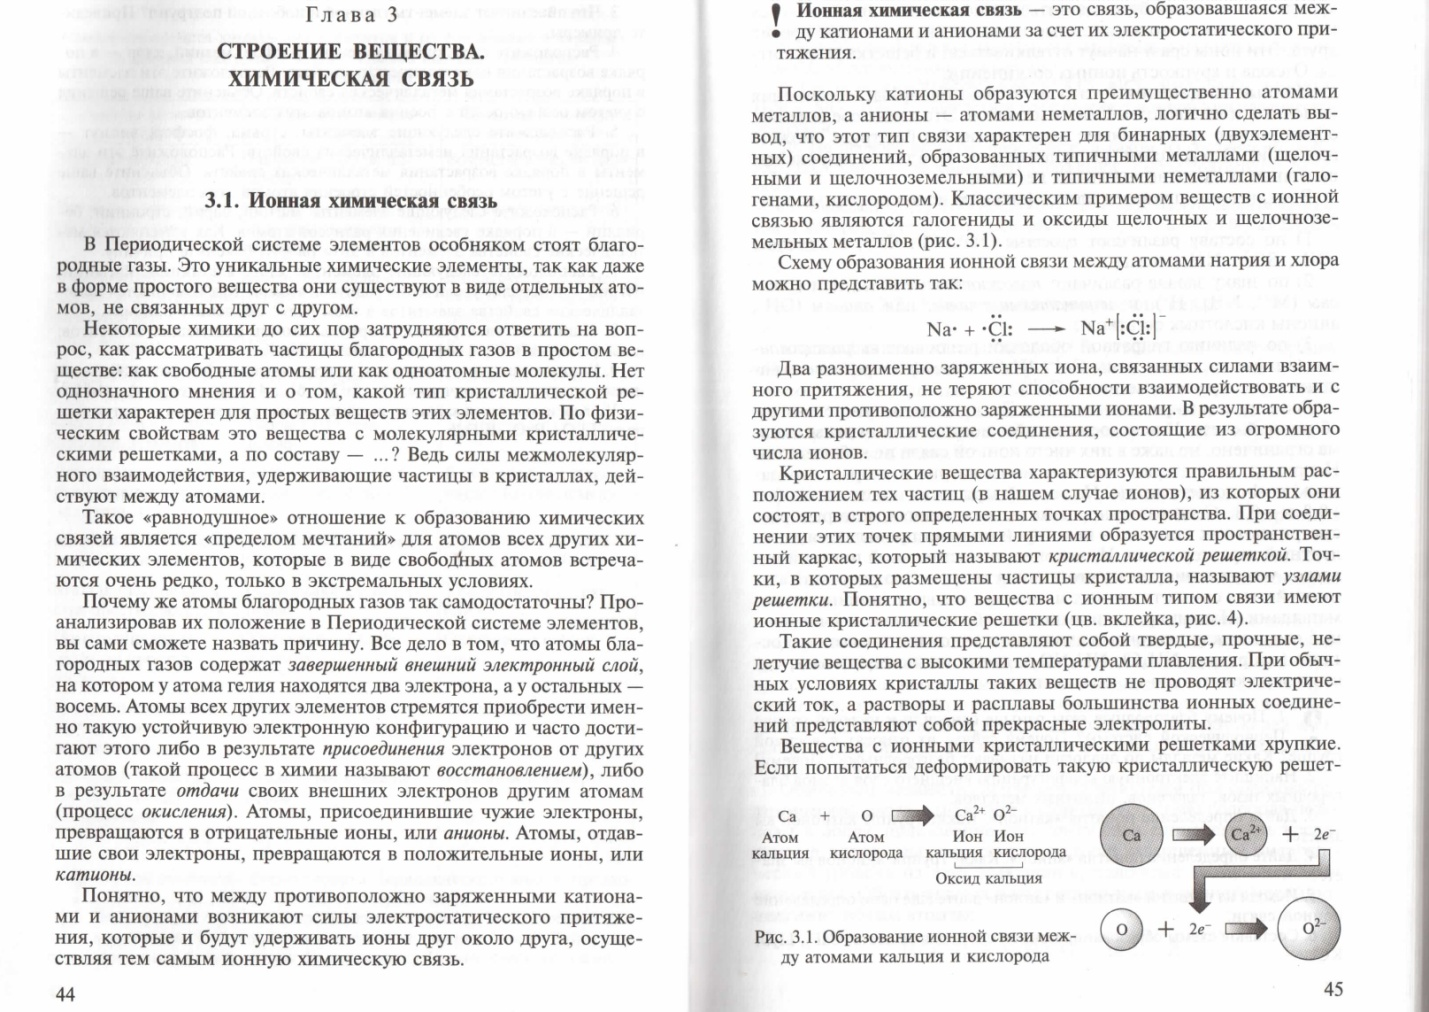 Глава 3
СТРОЕНИЕ ВЕЩЕСТВА.
ХИМИЧЕСКАЯ СВЯЗЬ
3.1. Ионная химическая связь
В Периодической системе элементов особняком стоят благо-
родные газы. Это уникальные химические элементы, так как даже
в форме простого вещества они существуют в виде отдельных ато-
мов, не связанных друг с другом.
Некоторые химики до сих пор затрудняются ответить на воп-
рос, как рассматривать частицы благородных газов в простом ве-
ществе: как свободные атомы или как одноатомные молекулы. Нет
однозначного мнения и о том, какой тип кристаллической ре-
шетки характерен для простых веществ этих элементов. По физи-
ческим свойствам это вещества с молекулярными кристалличе-
скими решетками, а по составу — ...? Ведь силы межмолекуляр-
ного взаимодействия, удерживающие частицы в кристаллах, дей-
ствуют между атомами.
Такое «равнодушное» отношение к образованию химических
связей является «пределом мечтаний» для атомов всех других хи-
мических элементов, которые в виде свободных атомов встреча-
ются очень редко, только в экстремальных условиях.
Почему же атомы благородных газов так самодостаточны? Про-
анализировав их положение в Периодической системе элементов,
вы сами сможете назвать причину. Все дело в том, что атомы бла-
городных газов содержат завершенный внешний электронный слой,
на котором у атома гелия находятся два электрона, а у остальных —
восемь. Атомы всех других элементов стремятся приобрести имен-
но такую устойчивую электронную конфигурацию и часто дости-
гают этого либо в результате присоединения электронов от других
атомов (такой процесс в химии называют восстановлением), либо
в результате отдачи своих внешних электронов другим атомам
(процесс окисления). Атомы, присоединившие чужие электроны,
превращаются в отрицательные ионы, или анионы. Атомы, отдав-
шие свои электроны, превращаются в положительные ионы, или
катионы.
Понятно, что между противоположно заряженными катиона-
ми и анионами возникают силы электростатического притяже-
ния, которые и будут удерживать ионы друг около друга, осуще-
ствляя тем самым ионную химическую связь.
44
! Ионная химическая связь — это связь, образовавшаяся меж-
ду катионами и анионами за счет их электростатического при-
тяжения.
Поскольку катионы образуются преимущественно атомами
металлов, а анионы — атомами неметаллов, логично сделать вы-
вод, что этот тип связи характерен для бинарных (двухэлемент-
ных) соединений, образованных типичными металлами (щелоч-
ными и щелочноземельными) и типичными неметаллами (гало-
генами, кислородом). Классическим примером веществ с ионной
связью являются галогениды и оксиды щелочных и щелочнозе-
мельных металлов (рис. 3.1).
Схему образования ионной связи между атомами натрия и хлора
можно представить так:
Na· + ·C̈l: ⟶ Na⁺[:C̈l:]⁻
Два разноименно заряженных иона, связанных силами взаим-
ного притяжения, не теряют способности взаимодействовать и с
другими противоположно заряженными ионами. В результате обра-
зуются кристаллические соединения, состоящие из огромного
числа ионов.
Кристаллические вещества характеризуются правильным рас-
положением тех частиц (в нашем случае ионов), из которых они
состоят, в строго определенных точках пространства. При соеди-
нении этих точек прямыми линиями образуется пространствен-
ный каркас, который называют кристаллической решеткой. Точ-
ки, в которых размещены частицы кристалла, называют узлами
решетки. Понятно, что вещества с ионным типом связи имеют
ионные кристаллические решетки (цв. вклейка, рис. 4).
Такие соединения представляют собой твердые, прочные, не-
летучие вещества с высокими температурами плавления. При обыч-
ных условиях кристаллы таких веществ не проводят электриче-
ский ток, а растворы и расплавы большинства ионных соедине-
ний представляют собой прекрасные электролиты.
Вещества с ионными кристаллическими решетками хрупкие.
Если попытаться деформировать такую кристаллическую решет-
Ca + O Ca²⁺ O²⁻
Атом Атом Ион Ион
кальция кислорода кальция кислорода
Оксид кальция
Ca Ca²⁺ + 2e⁻
O + 2e⁻ O²⁻
Рис. 3.1. Образование ионной связи меж-
ду атомами кальция и кислорода
45